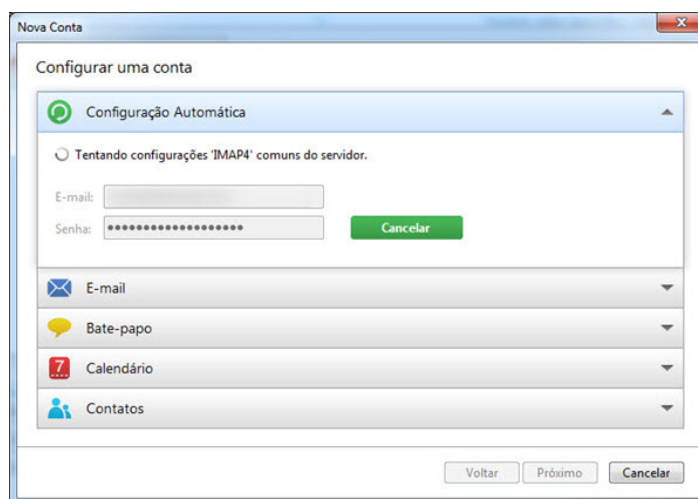 Nova Conta
Configurar uma conta
Configuração Automática
Tentando configurações 'IMAP4' comuns do servidor.
E-mail:
Senha: •••••••••••••••••••
Cancelar
E-mail
Bate-papo
7 Calendário
Contatos
Voltar Próximo Cancelar